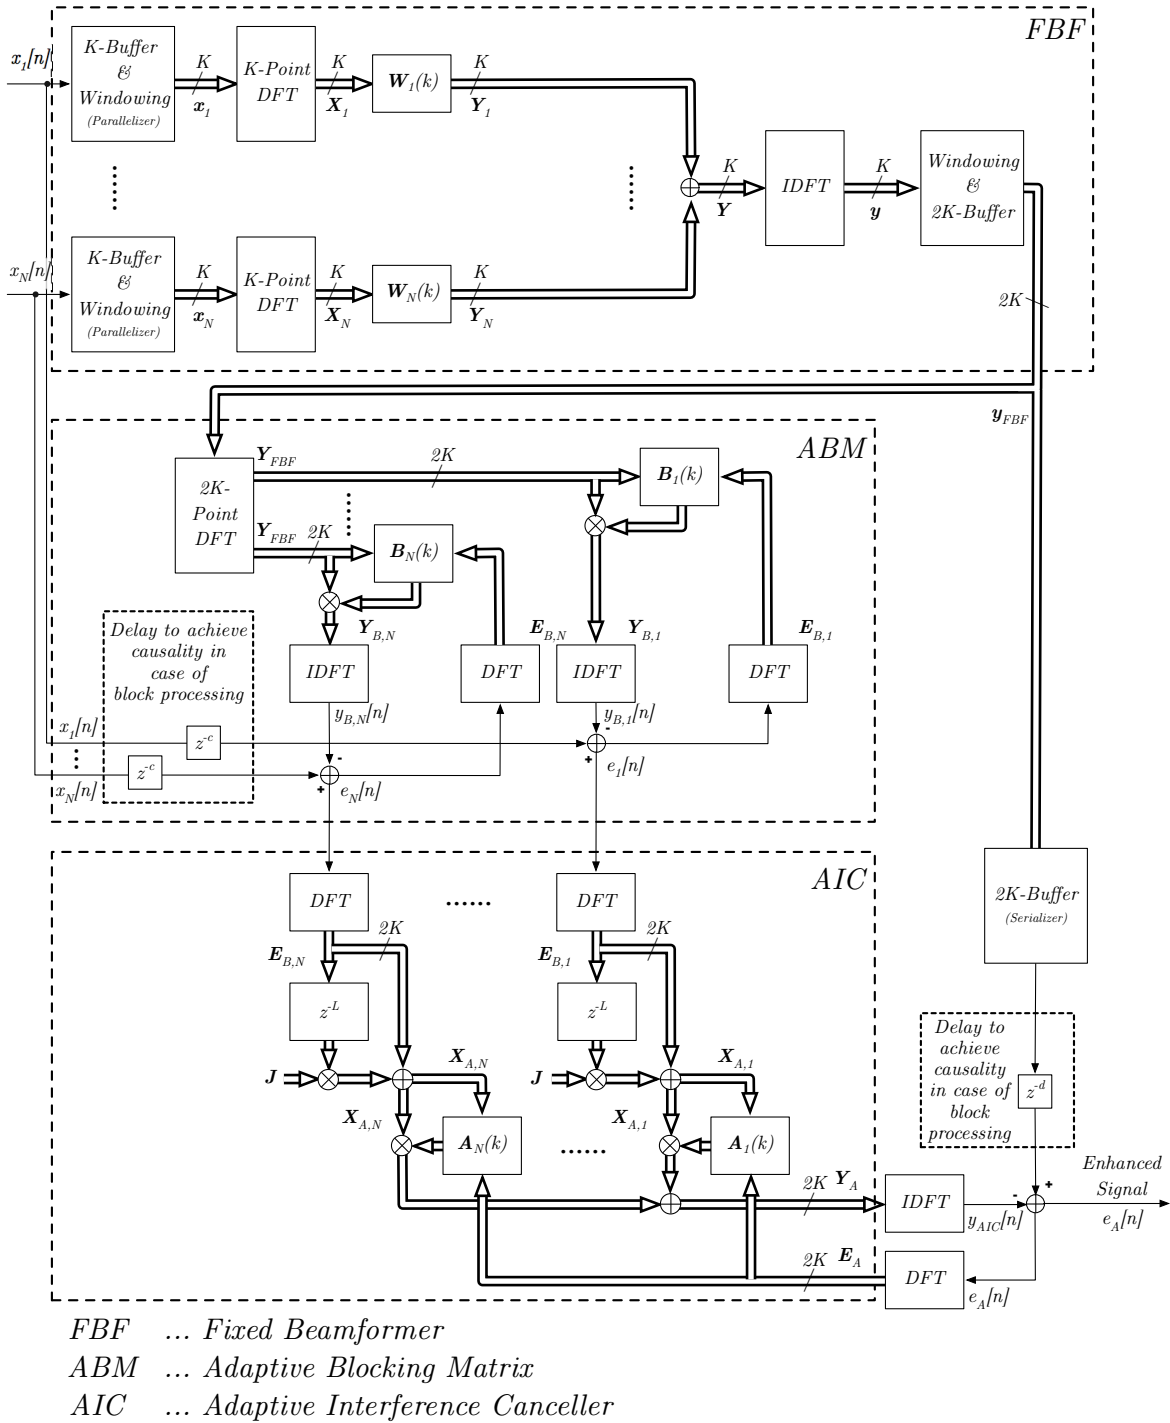 FBF
x1[n]
K-Buffer
&
Windowing
(Parallelizer)
K
x1
K-Point
DFT
K
X1
W1(k)
K
Y1
xN[n]
K-Buffer
&
Windowing
(Parallelizer)
K
xN
K-Point
DFT
K
XN
WN(k)
K
YN
K
Y
IDFT
K
y
Windowing
&
2K-Buffer
2K
yFBF
ABM
2K-
Point
DFT
YFBF
2K
B1(k)
YFBF
2K
BN(k)
YB,N
EB,N
YB,1
EB,1
IDFT
DFT
IDFT
DFT
Delay to achieve
causality in
case of
block processing
yB,N[n]
yB,1[n]
x1[n]
z-c
-
+
e1[n]
xN[n]
z-c
-
+
eN[n]
AIC
DFT
DFT
2K
2K
EB,N
EB,1
z-L
z-L
J
XA,N
J
XA,1
XA,N
XA,1
AN(k)
A1(k)
2K
YA
2K
EA
2K-Buffer
(Serializer)
Delay to
achieve
causality
in case of
block
processing
z-d
IDFT
yAIC[n]
-
+
Enhanced
Signal
eA[n]
DFT
eA[n]
FBF ... Fixed Beamformer
ABM ... Adaptive Blocking Matrix
AIC ... Adaptive Interference Canceller